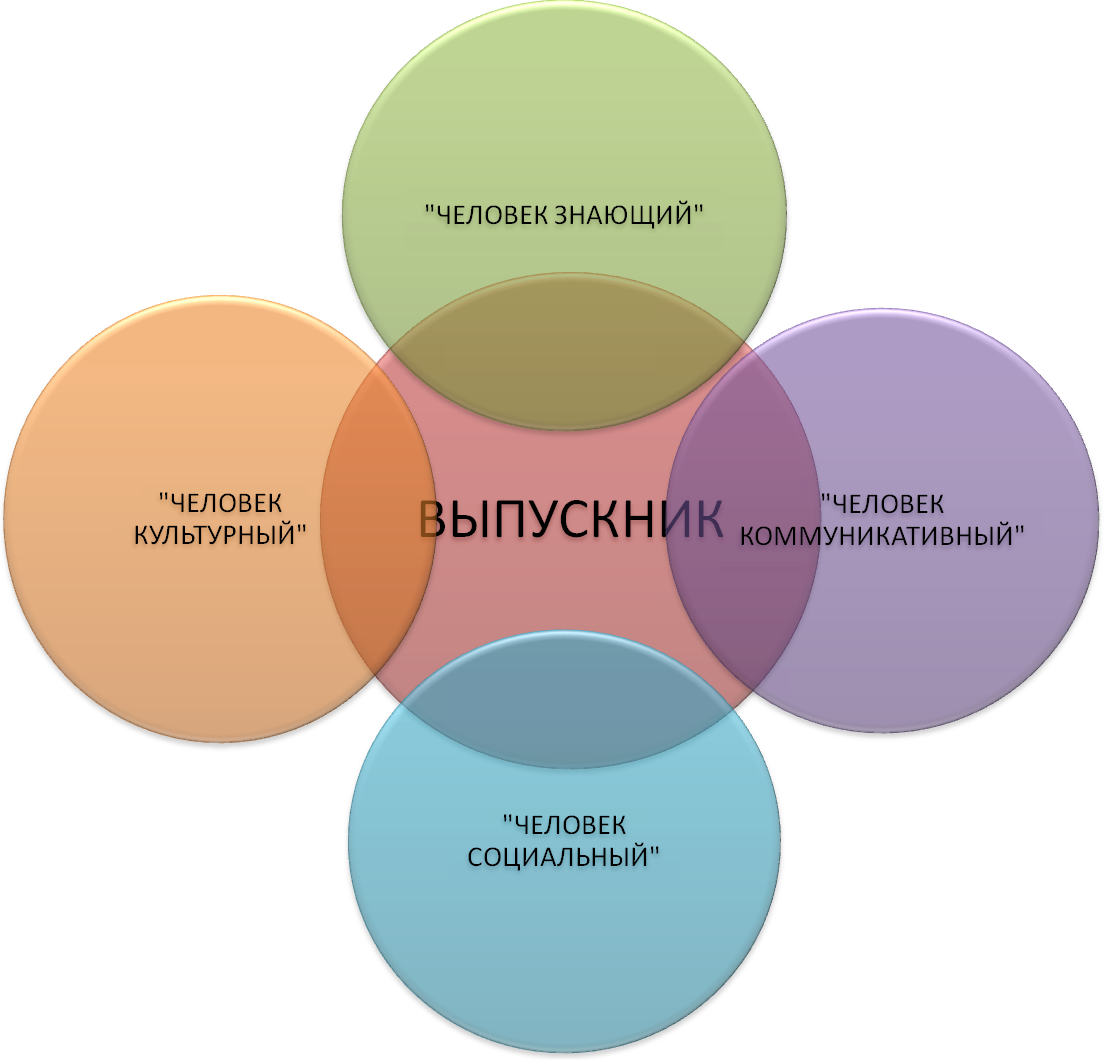 "ЧЕЛОВЕК ЗНАЮЩИЙ"
"ЧЕЛОВЕК
КУЛЬТУРНЫЙ"
ВЫПУСКНИК
"ЧЕЛОВЕК
КОММУНИКАТИВНЫЙ"
"ЧЕЛОВЕК
СОЦИАЛЬНЫЙ"